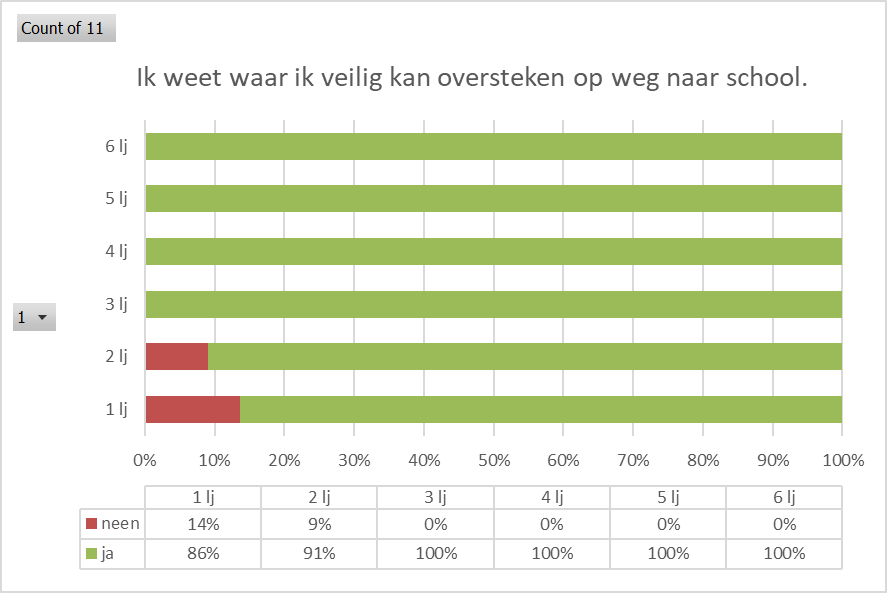 Count of 11
Ik weet waar ik veilig kan oversteken op weg naar school.
6 lj
5 lj
4 lj
3 lj
1
2 lj
1 lj
0% 10% 20% 30% 40% 50% 60% 70% 80% 90% 100%
1 lj 2 lj 3 lj 4 lj 5 lj 6 lj
neen 14% 9% 0% 0% 0% 0%
ja 86% 91% 100% 100% 100% 100%